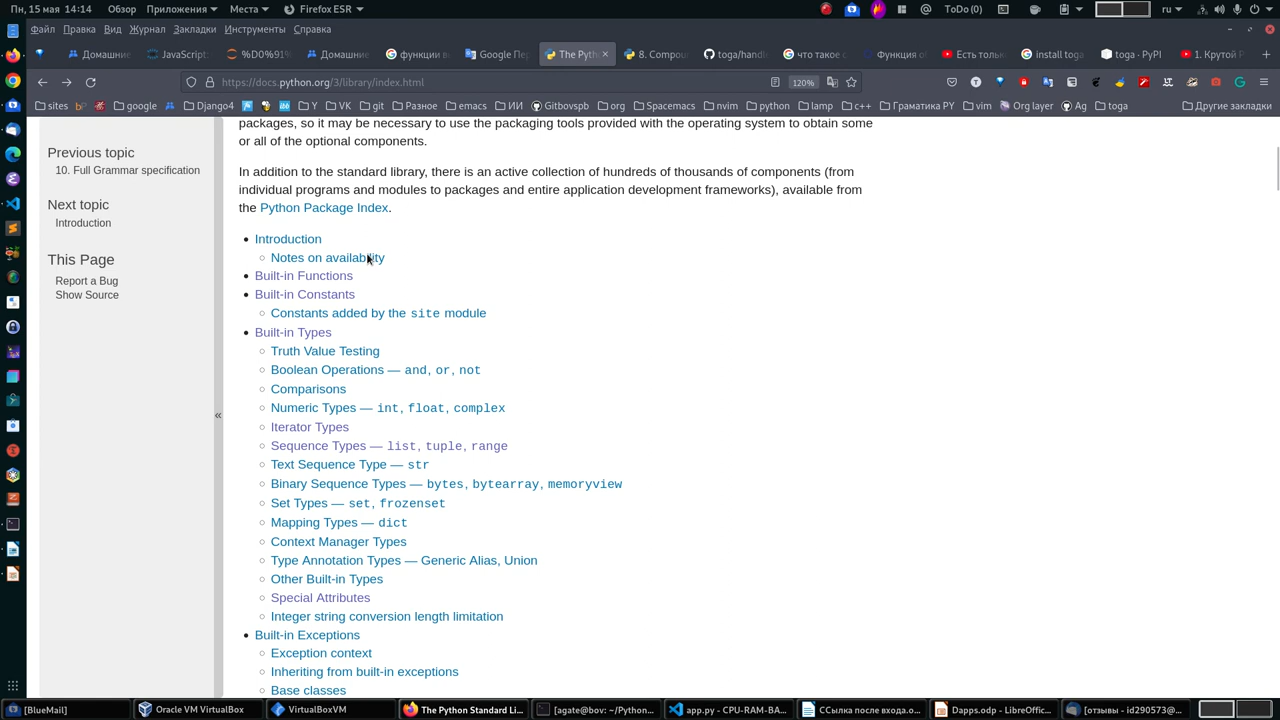 Пн, 15 мая 14:14 Обзор Приложения Места Firefox ESR ToDo(0) ru
Файл Правка Вид Журнал Закладки Инструменты Справка
Домашние JavaScript: %D0%91% Домашние функции в Google Пер The Pyth 8. Compou toga/handl что такое с Функция об Есть тольк install toga toga · PyPI 1. Крутой P
https://docs.python.org/3/library/index.html 120%
sites bP google Django4 Y VK git Разное emacs ИИ Gitbovspb org Spacemacs nvim python lamp c++ Граматика PY vim Org layer Ag toga Другие закладки
packages, so it may be necessary to use the packaging tools provided with the operating system to obtain some
or all of the optional components.
Previous topic
10. Full Grammar specification
Next topic
Introduction
This Page
Report a Bug
Show Source
«
In addition to the standard library, there is an active collection of hundreds of thousands of components (from
individual programs and modules to packages and entire application development frameworks), available from
the Python Package Index.
• Introduction
◦ Notes on availability
• Built-in Functions
• Built-in Constants
◦ Constants added by the site module
• Built-in Types
◦ Truth Value Testing
◦ Boolean Operations — and, or, not
◦ Comparisons
◦ Numeric Types — int, float, complex
◦ Iterator Types
◦ Sequence Types — list, tuple, range
◦ Text Sequence Type — str
◦ Binary Sequence Types — bytes, bytearray, memoryview
◦ Set Types — set, frozenset
◦ Mapping Types — dict
◦ Context Manager Types
◦ Type Annotation Types — Generic Alias, Union
◦ Other Built-in Types
◦ Special Attributes
◦ Integer string conversion length limitation
• Built-in Exceptions
◦ Exception context
◦ Inheriting from built-in exceptions
◦ Base classes
[BlueMail] Oracle VM VirtualBox VirtualBoxVM The Python Standard Li... [agate@bov: ~/Python... app.py - CPU-RAM-BA... ССылка после входа.o... Dapps.odp — LibreOffic... [отзывы - id290573@...